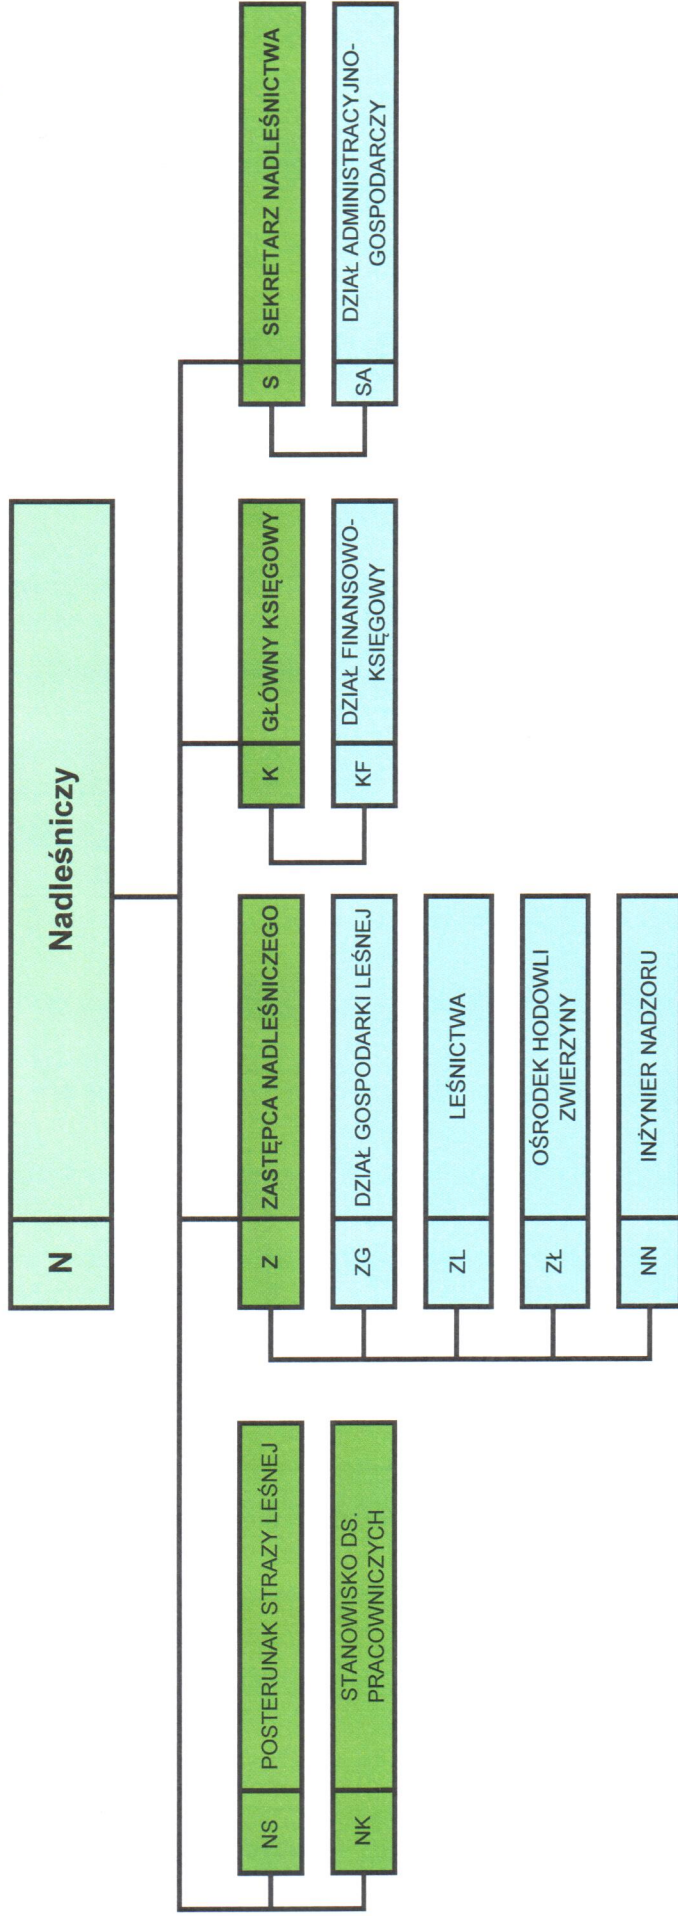 N Nadleśniczy
NS POSTERUNAK STRAZY LEŚNEJ
NK STANOWISKO DS.
PRACOWNICZYCH
Z ZASTĘPCA NADLEŚNICZEGO
ZG DZIAŁ GOSPODARKI LEŚNEJ
ZL LEŚNICTWA
ZŁ OŚRODEK HODOWLI
ZWIERZYNY
NN INŻYNIER NADZORU
K GŁÓWNY KSIĘGOWY
KF DZIAŁ FINANSOWO-
KSIĘGOWY
S SEKRETARZ NADLEŚNICTWA
SA DZIAŁ ADMINISTRACYJNO-
GOSPODARCZY